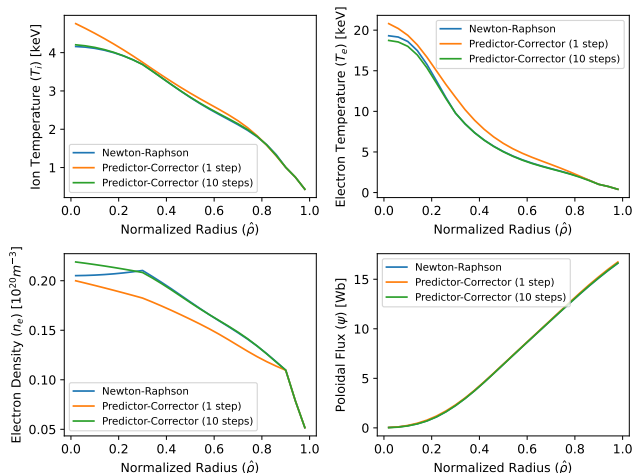 Ion Temperature (Tᵢ) [keV]
4
3
2
1
Newton-Raphson
Predictor-Corrector (1 step)
Predictor-Corrector (10 steps)
0.0 0.2 0.4 0.6 0.8 1.0
Normalized Radius (ρ̂)
Electron Temperature (Tₑ) [keV]
20
15
10
5
0
Newton-Raphson
Predictor-Corrector (1 step)
Predictor-Corrector (10 steps)
0.0 0.2 0.4 0.6 0.8 1.0
Normalized Radius (ρ̂)
Electron Density (nₑ) [10²⁰m⁻³]
0.20
0.15
0.10
0.05
Newton-Raphson
Predictor-Corrector (1 step)
Predictor-Corrector (10 steps)
0.0 0.2 0.4 0.6 0.8 1.0
Normalized Radius (ρ̂)
Poloidal Flux (ψ) [Wb]
15
10
5
0
Newton-Raphson
Predictor-Corrector (1 step)
Predictor-Corrector (10 steps)
0.0 0.2 0.4 0.6 0.8 1.0
Normalized Radius (ρ̂)